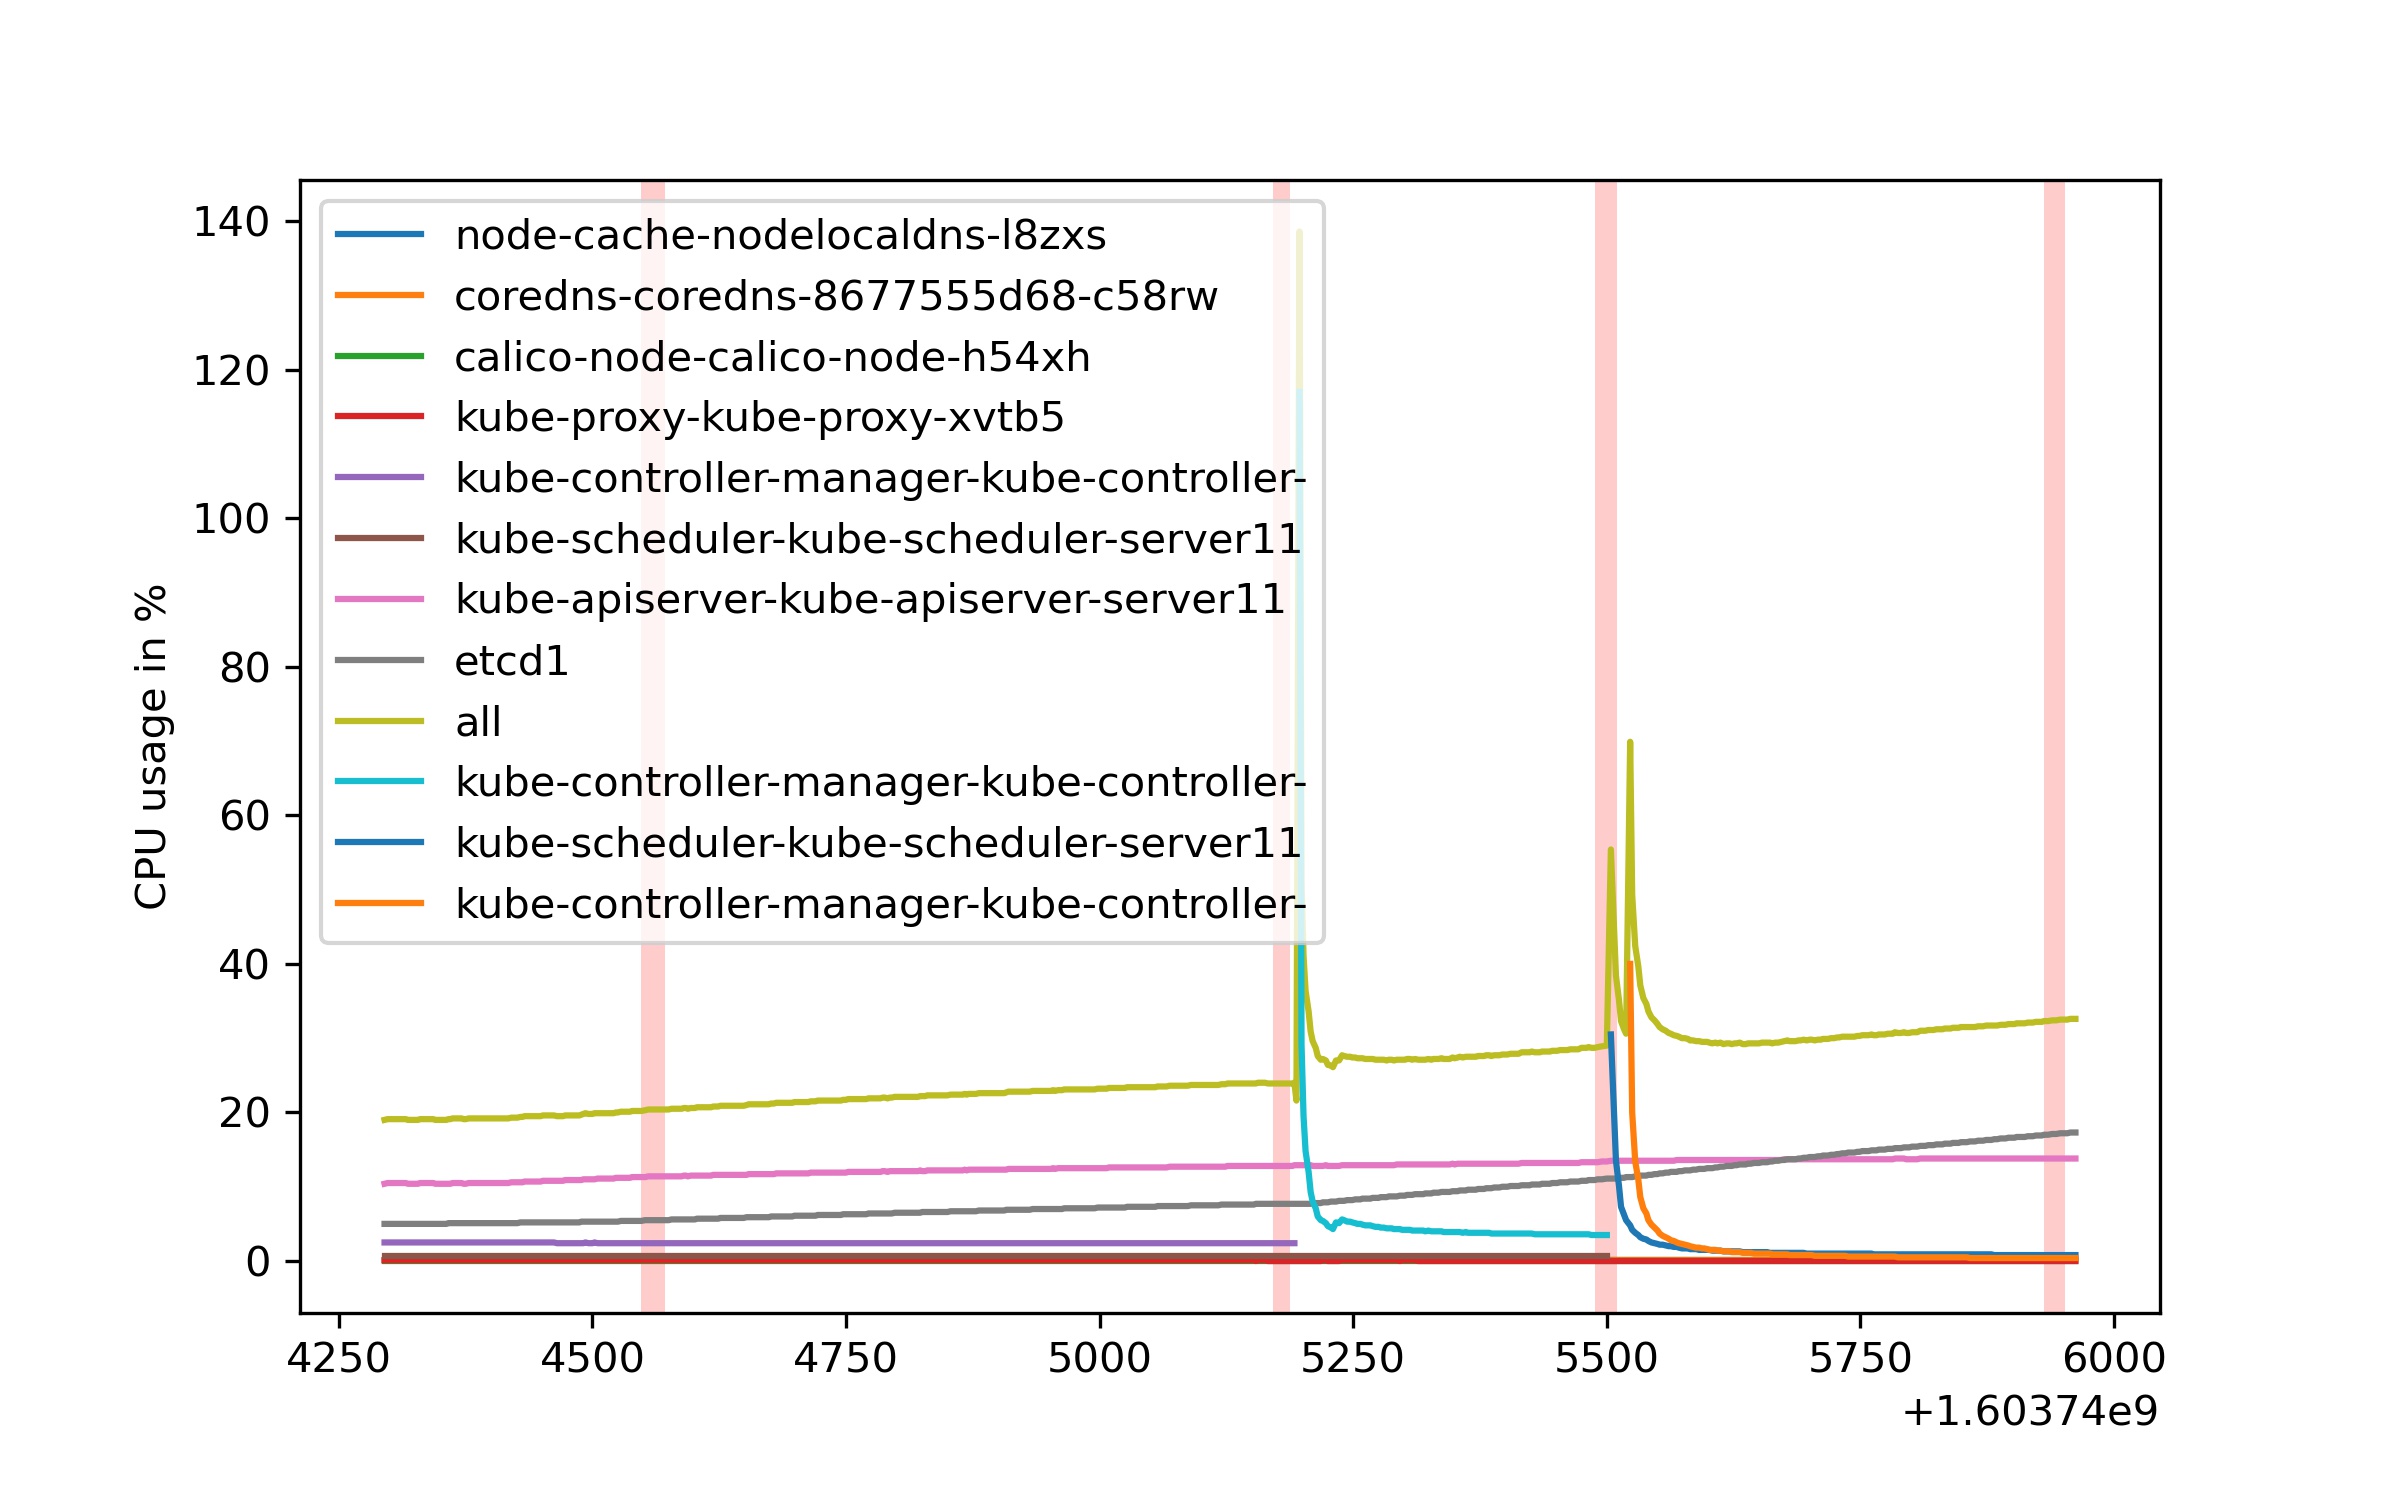 140
120
100
80
60
40
20
0
CPU usage in %
node-cache-nodelocaldns-l8zxs
coredns-coredns-8677555d68-c58rw
calico-node-calico-node-h54xh
kube-proxy-kube-proxy-xvtb5
kube-controller-manager-kube-controller-
kube-scheduler-kube-scheduler-server11
kube-apiserver-kube-apiserver-server11
etcd1
all
kube-controller-manager-kube-controller-
kube-scheduler-kube-scheduler-server11
kube-controller-manager-kube-controller-
4250 4500 4750 5000 5250 5500 5750 6000
+1.60374e9